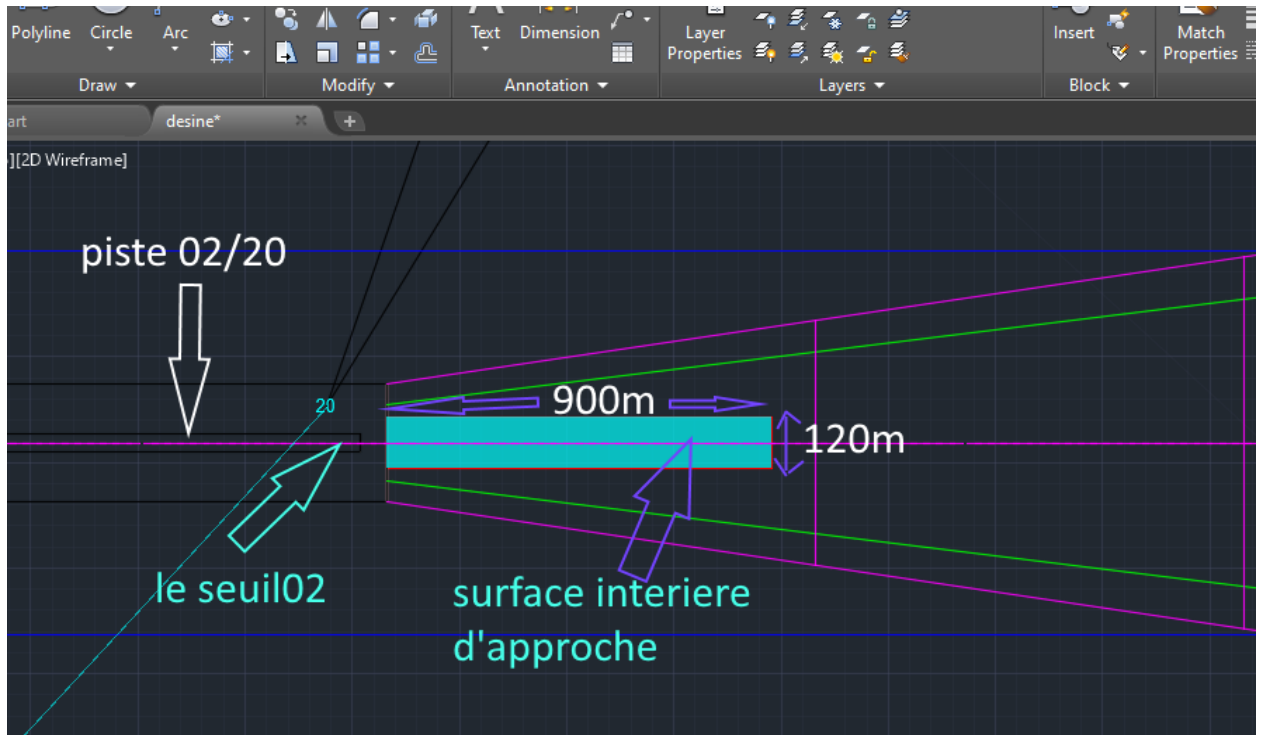 Polyline Circle Arc Text Dimension Layer Properties Insert Match Properties
Draw Modify Annotation Layers Block
art desine* +
][2D Wireframe]
piste 02/20
20
900m
120m
le seuil02
surface interiere
d'approche